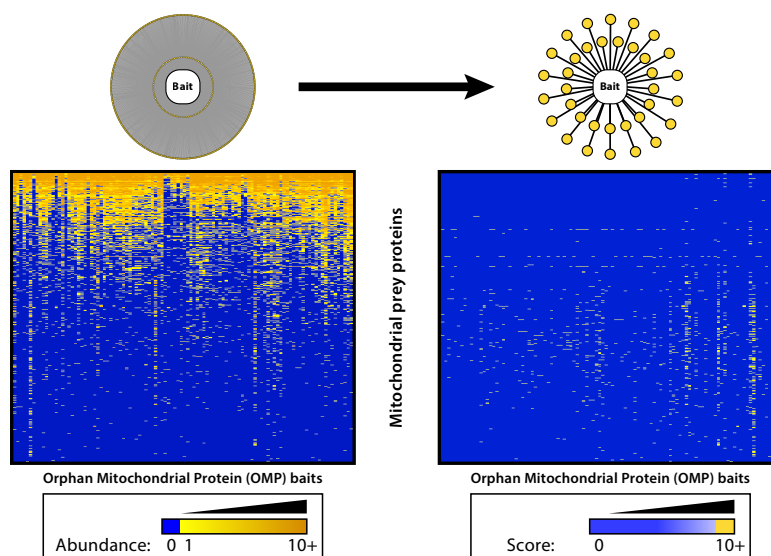 Bait
Bait
Mitochondrial prey proteins
Orphan Mitochondrial Protein (OMP) baits
Orphan Mitochondrial Protein (OMP) baits
Abundance: 0 1 10+
Score: 0 10+